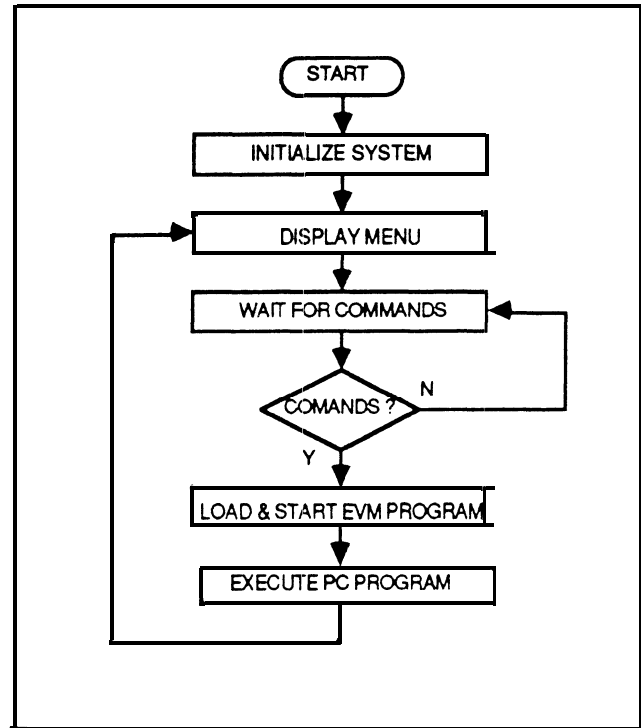 START
INITIALIZE SYSTEM
DISPLAY MENU
WAIT FOR COMMANDS
COMANDS ?
N
Y
LOAD & START EVM PROGRAM
EXECUTE PC PROGRAM